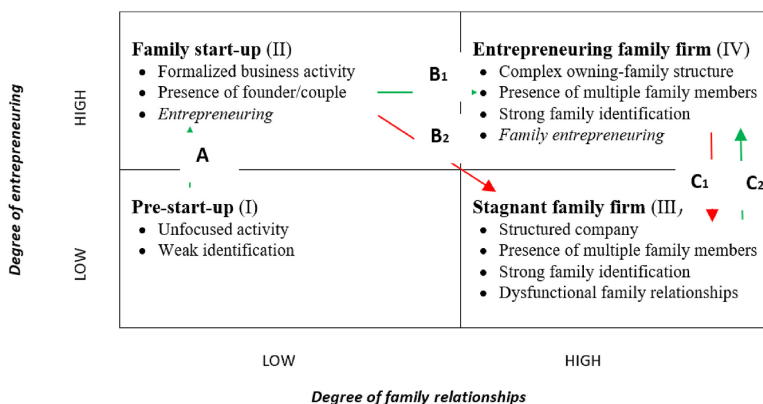 Family start-up (II)
• Formalized business activity
• Presence of founder/couple
• Entrepreneuring
B1
B2
Entrepreneuring family firm (IV)
• Complex owning-family structure
• Presence of multiple family members
• Strong family identification
• Family entrepreneuring
A
C1
C2
Pre-start-up (I)
• Unfocused activity
• Weak identification
Stagnant family firm (III,
• Structured company
• Presence of multiple family members
• Strong family identification
• Dysfunctional family relationships
Degree of entrepreneuring
HIGH
LOW
LOW
HIGH
Degree of family relationships